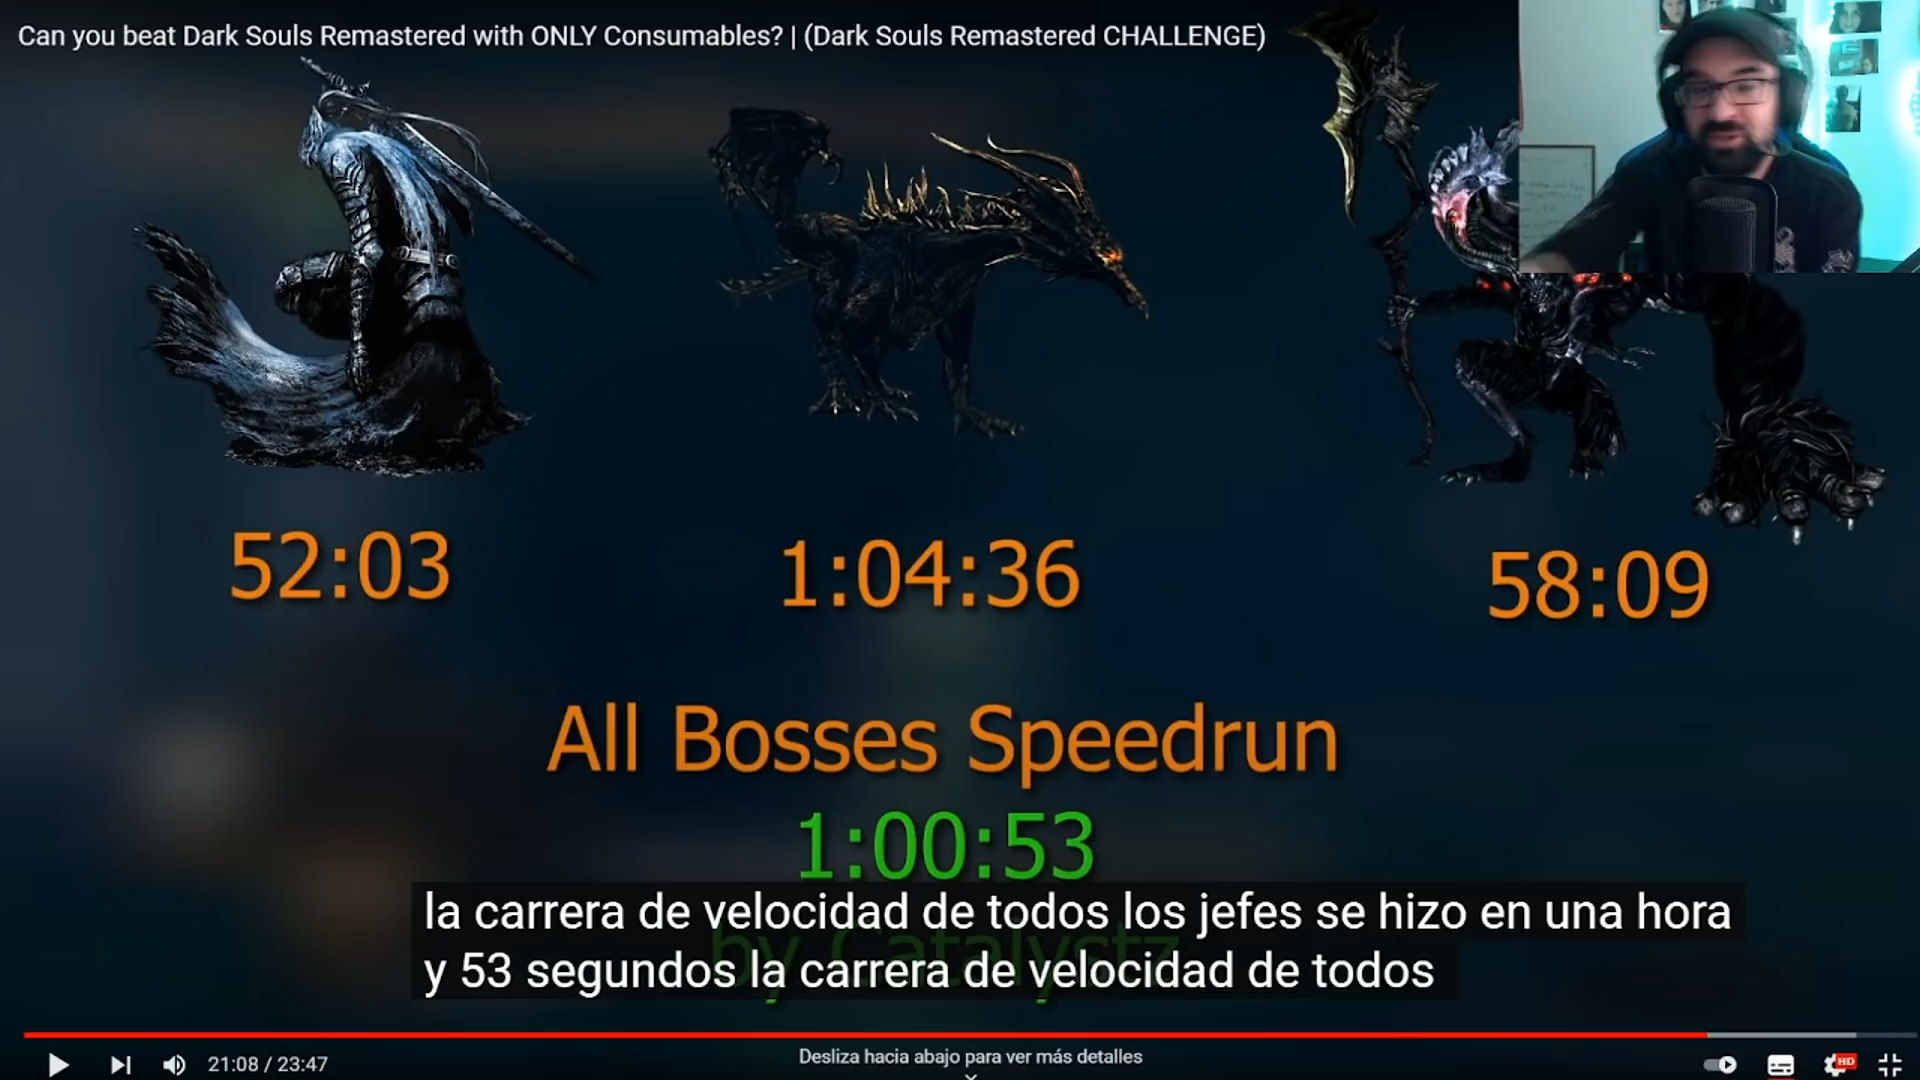 Can you beat Dark Souls Remastered with ONLY Consumables? | (Dark Souls Remastered CHALLENGE)
52:03
1:04:36
58:09
All Bosses Speedrun
1:00:53
by Catalystz
la carrera de velocidad de todos los jefes se hizo en una hora
y 53 segundos la carrera de velocidad de todos
21:08 / 23:47
Desliza hacia abajo para ver más detalles
HD